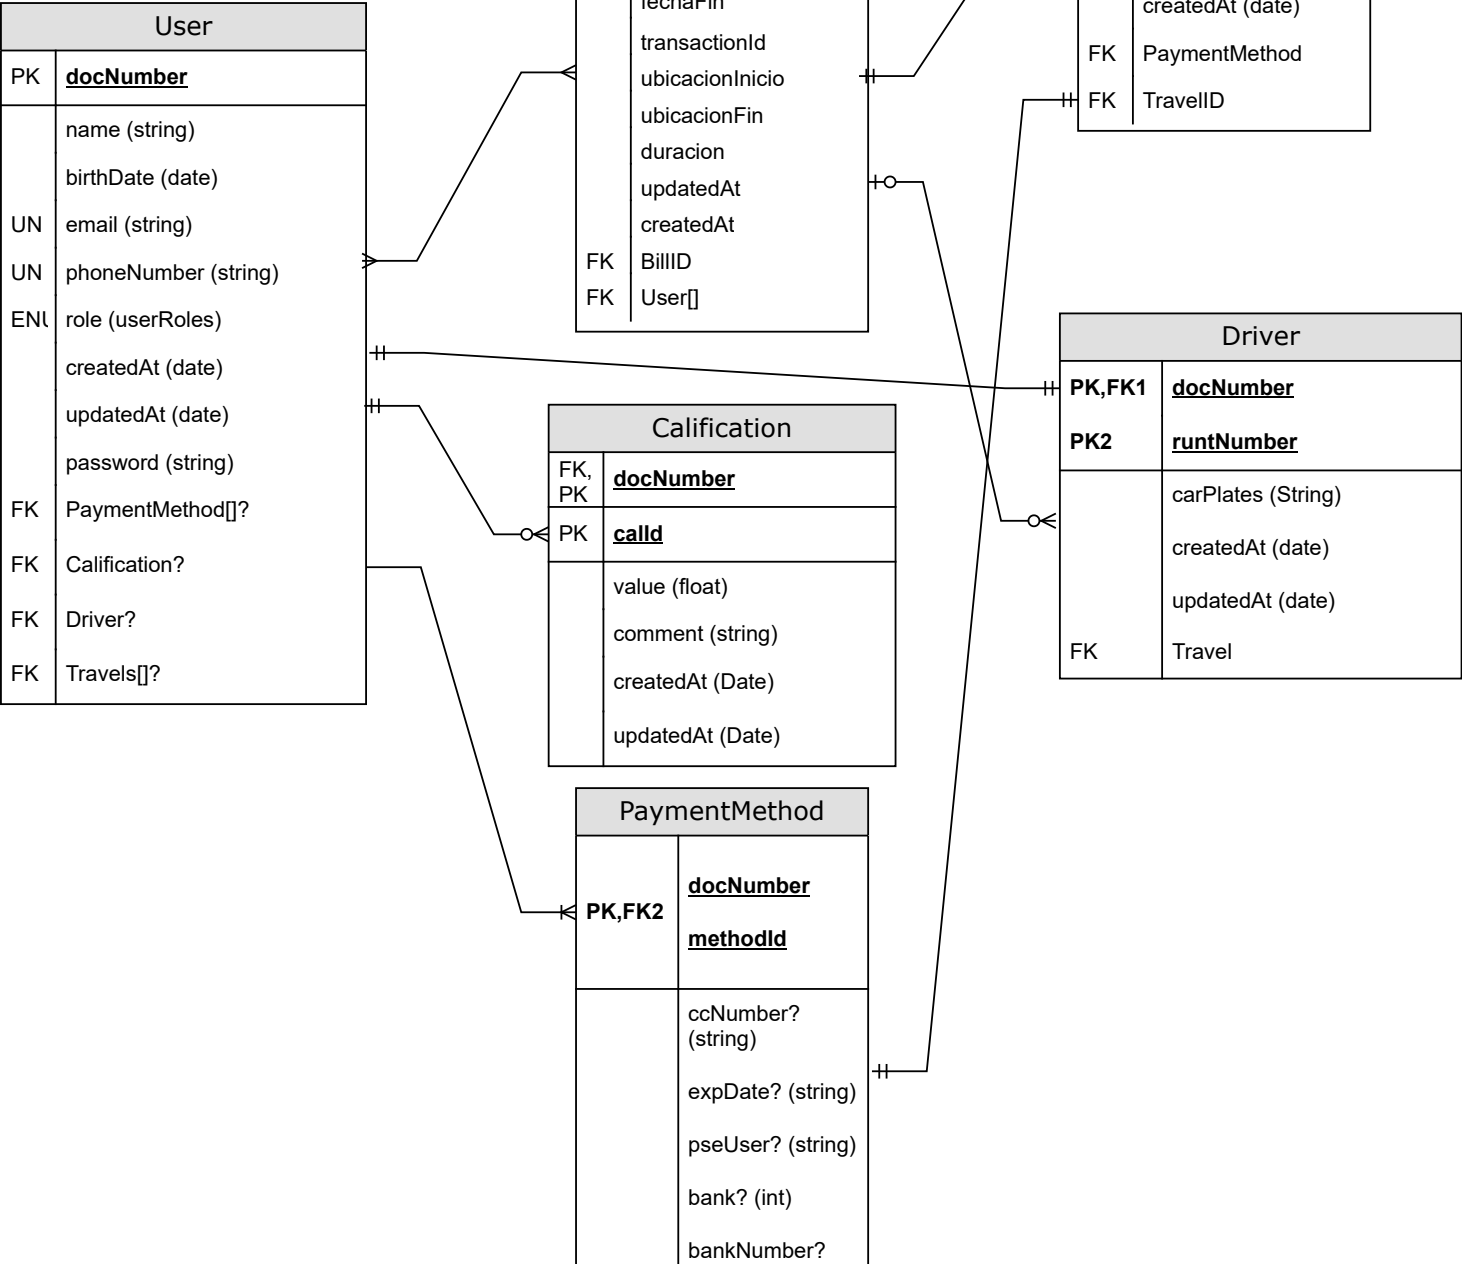 User
PK docNumber
name (string)
birthDate (date)
UN email (string)
UN phoneNumber (string)
role (userRoles)
createdAt (date)
updatedAt (date)
password (string)
FK PaymentMethod[]?
FK Calification?
FK Driver?
FK Travels[]?
fechaFin
transactionId
ubicacionInicio
ubicacionFin
duracion
updatedAt
createdAt
FK BillID
FK User[]
createdAt (date)
FK PaymentMethod
FK TravelID
Driver
PK,FK1 docNumber
PK2 runtNumber
carPlates (String)
createdAt (date)
updatedAt (date)
FK Travel
Calification
FK,
PK
docNumber
PK calId
value (float)
comment (string)
createdAt (Date)
updatedAt (Date)
PaymentMethod
PK,FK2
docNumber
methodId
ccNumber?
(string)
expDate? (string)
pseUser? (string)
bank? (int)
bankNumber?